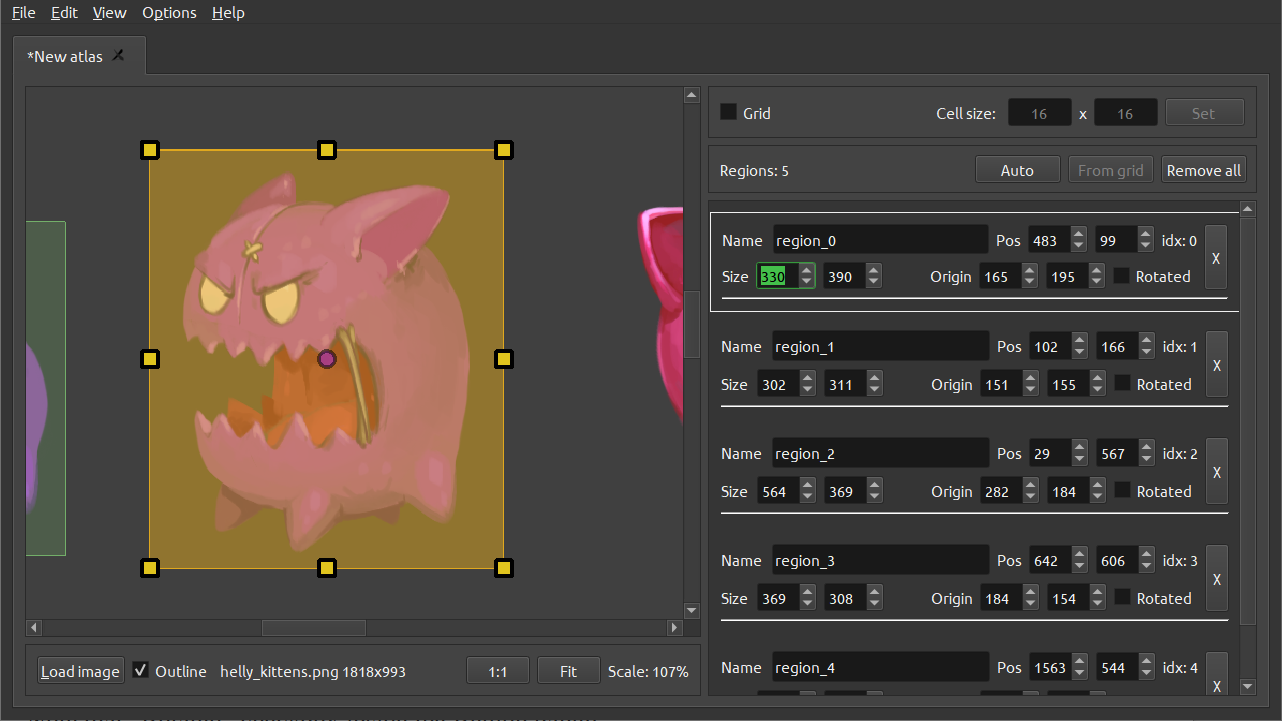 File Edit View Options Help
*New atlas
Grid Cell size: 16 x 16 Set
Regions: 5 Auto From grid Remove all
Name region_0 Pos 483 99 idx: 0 X
Size 330 390 Origin 165 195 Rotated
Name region_1 Pos 102 166 idx: 1 X
Size 302 311 Origin 151 155 Rotated
Name region_2 Pos 29 567 idx: 2 X
Size 564 369 Origin 282 184 Rotated
Name region_3 Pos 642 606 idx: 3 X
Size 369 308 Origin 184 154 Rotated
Name region_4 Pos 1563 544 idx: 4 X
Load image Outline helly_kittens.png 1818x993 1:1 Fit Scale: 107%